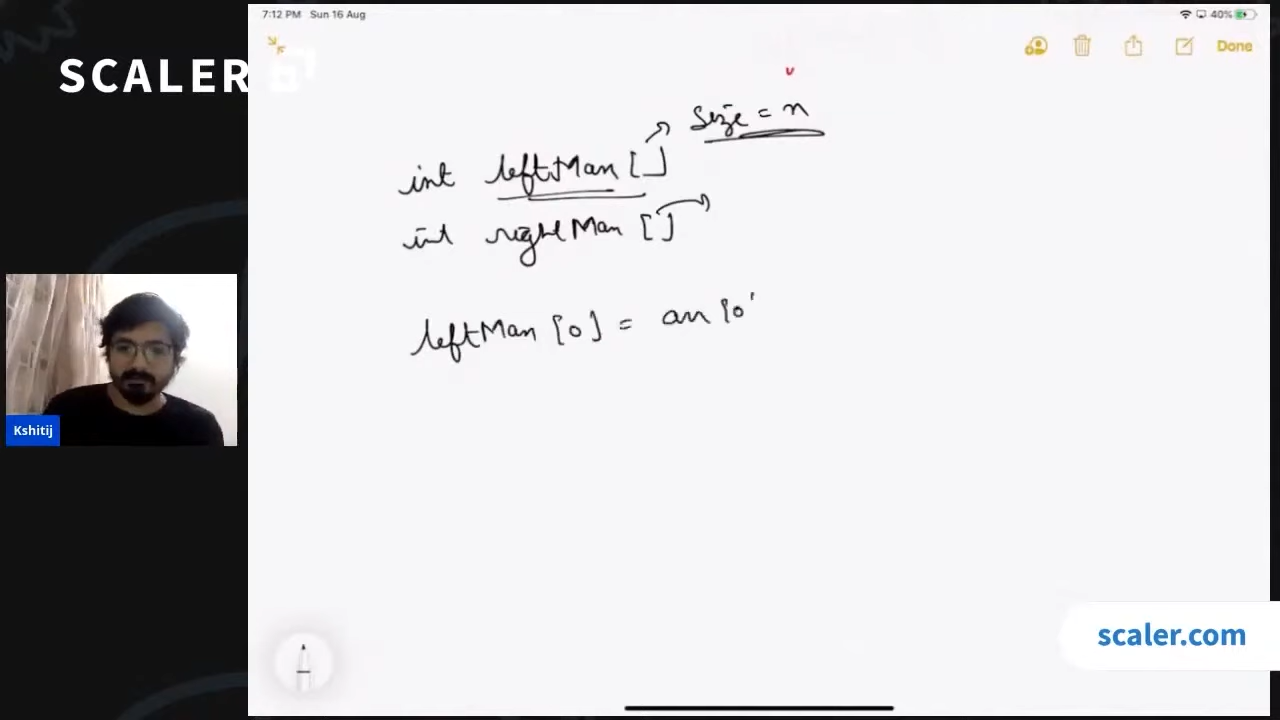 7:12 PM Sun 16 Aug
40%
SCALER
Done
Size = n
int leftMax []
int rightMax []
leftMax [0] = arr [0
Kshitij
scaler.com